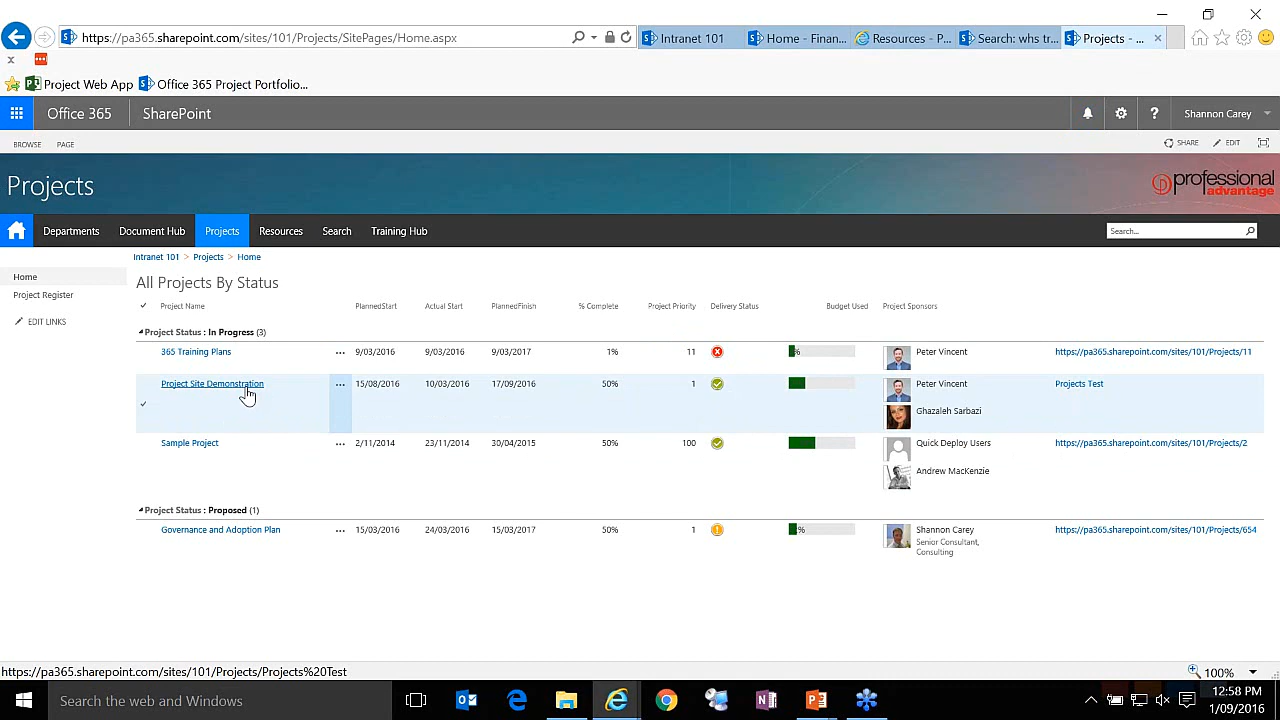 https://pa365.sharepoint.com/sites/101/Projects/SitePages/Home.aspx
Intranet 101
Home - Finan...
Resources - P...
Search: whs tr...
Projects - ...
x
Project Web App
Office 365 Project Portfolio...
Office 365
SharePoint
?
Shannon Carey
BROWSE
PAGE
SHARE
EDIT
Projects
professional
advantage
Departments
Document Hub
Projects
Resources
Search
Training Hub
Search...
Intranet 101 > Projects > Home
Home
Project Register
EDIT LINKS
All Projects By Status
Project Name
PlannedStart
Actual Start
PlannedFinish
% Complete
Project Priority
Delivery Status
Budget Used
Project Sponsors
Project Status : In Progress (3)
365 Training Plans ... 9/03/2016 9/03/2016 9/03/2017 1% 11 % Peter Vincent https://pa365.sharepoint.com/sites/101/Projects/11
Project Site Demonstration ... 15/08/2016 10/03/2016 17/09/2016 50% 1 Peter Vincent Projects Test
Ghazaleh Sarbazi
Sample Project ... 2/11/2014 23/11/2014 30/04/2015 50% 100 Quick Deploy Users https://pa365.sharepoint.com/sites/101/Projects/2
Andrew MacKenzie
Project Status : Proposed (1)
Governance and Adoption Plan ... 15/03/2016 24/03/2016 15/03/2017 50% 1 % Shannon Carey https://pa365.sharepoint.com/sites/101/Projects/654
Senior Consultant,
Consulting
https://pa365.sharepoint.com/sites/101/Projects/Projects%20Test
100%
Search the web and Windows
12:58 PM
1/09/2016